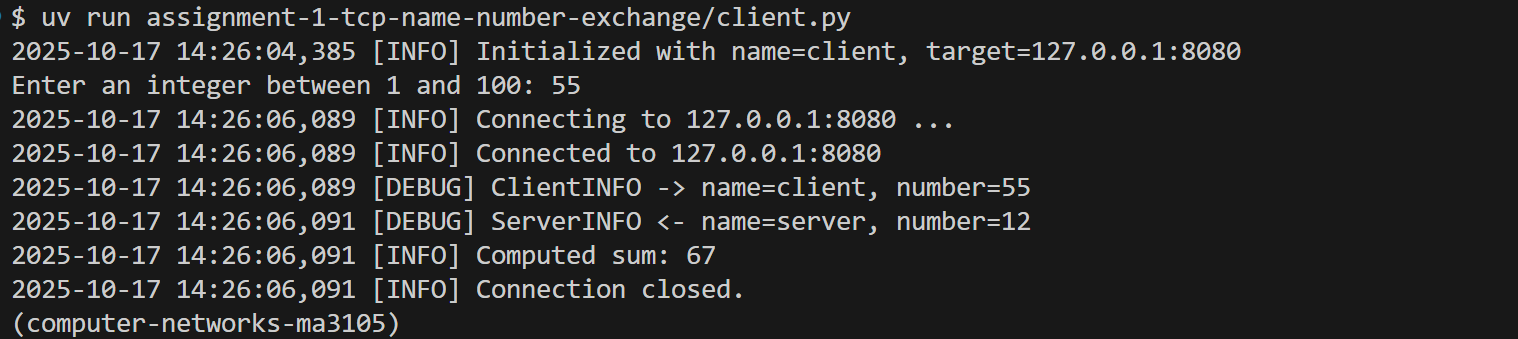 $ uv run assignment-1-tcp-name-number-exchange/client.py
2025-10-17 14:26:04,385 [INFO] Initialized with name=client, target=127.0.0.1:8080
Enter an integer between 1 and 100: 55
2025-10-17 14:26:06,089 [INFO] Connecting to 127.0.0.1:8080 ...
2025-10-17 14:26:06,089 [INFO] Connected to 127.0.0.1:8080
2025-10-17 14:26:06,089 [DEBUG] ClientINFO -> name=client, number=55
2025-10-17 14:26:06,091 [DEBUG] ServerINFO <- name=server, number=12
2025-10-17 14:26:06,091 [INFO] Computed sum: 67
2025-10-17 14:26:06,091 [INFO] Connection closed.
(computer-networks-ma3105)